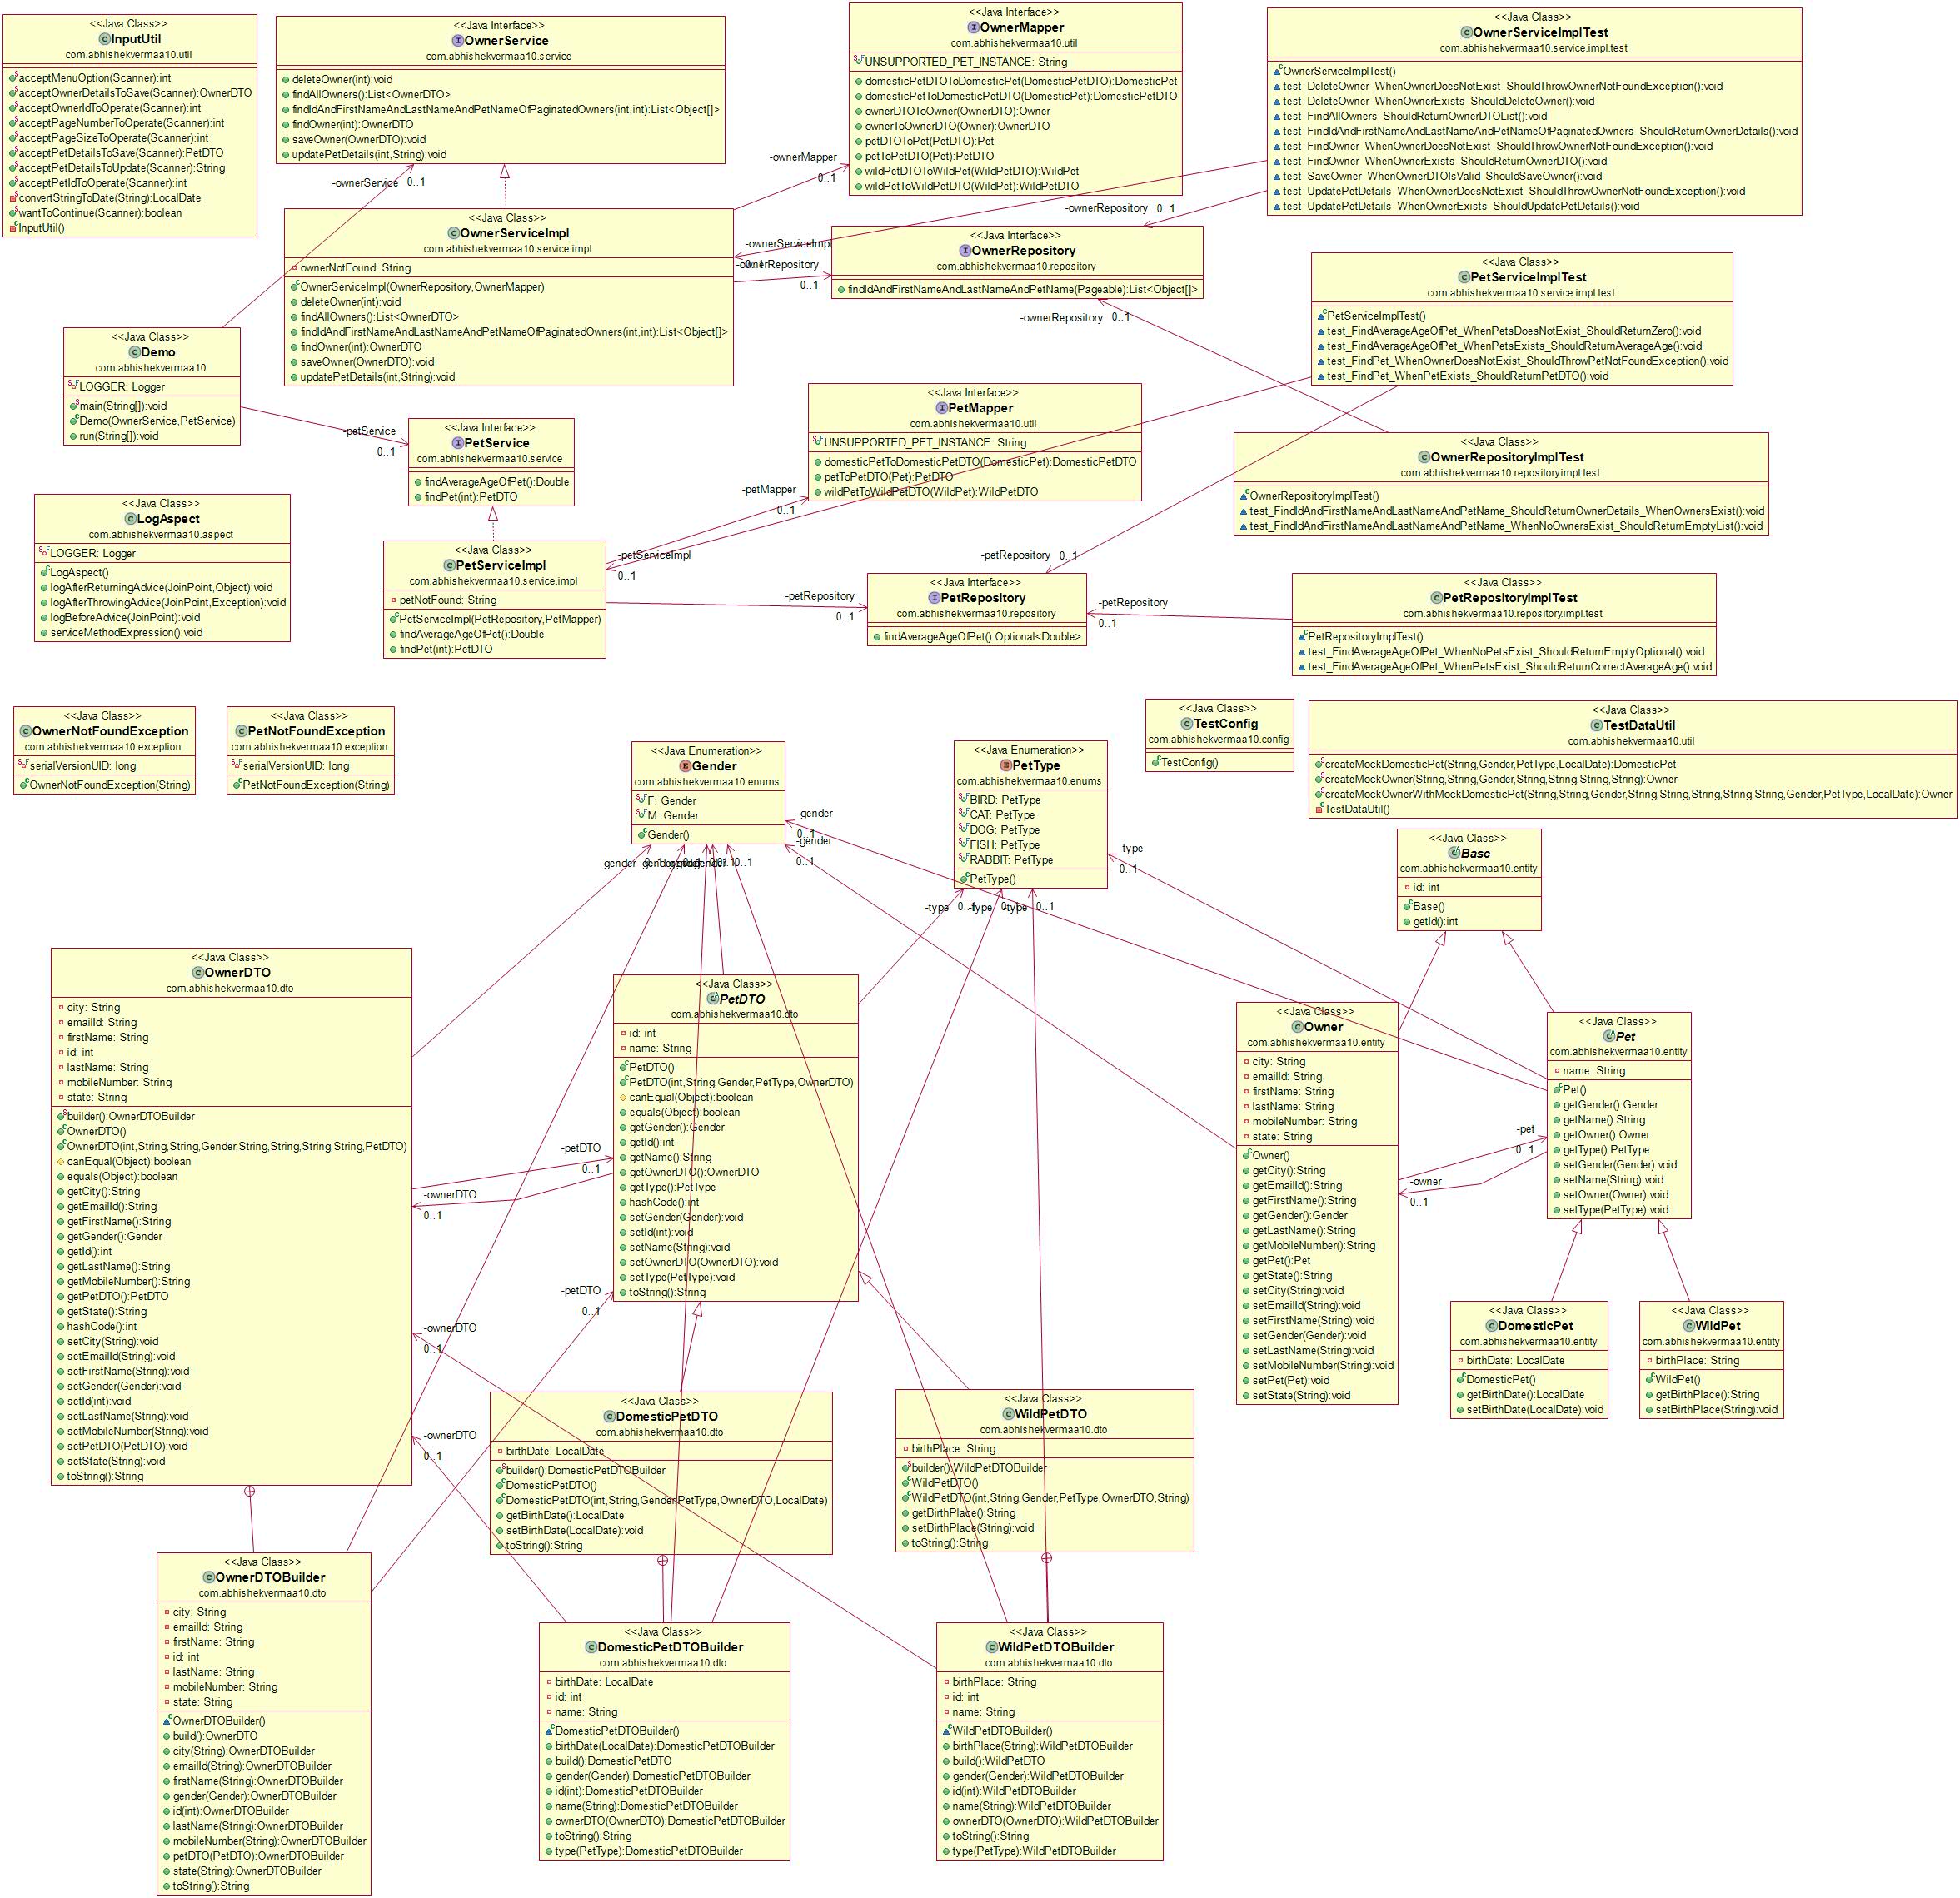 <<Java Class>>
InputUtil
com.abhishekvermaa10.util
acceptMenuOption(Scanner):int
acceptOwnerDetailsToSave(Scanner):OwnerDTO
acceptOwnerIdToOperate(Scanner):int
acceptPageNumberToOperate(Scanner):int
acceptPageSizeToOperate(Scanner):int
acceptPetDetailsToSave(Scanner):PetDTO
acceptPetDetailsToUpdate(Scanner):String
acceptPetIdToOperate(Scanner):int
convertStringToDate(String):LocalDate
wantToContinue(Scanner):boolean
InputUtil()
<<Java Interface>>
OwnerService
com.abhishekvermaa10.service
deleteOwner(int):void
findAllOwners():List<OwnerDTO>
findIdAndFirstNameAndLastNameAndPetNameOfPaginatedOwners(int,int):List<Object[]>
findOwner(int):OwnerDTO
saveOwner(OwnerDTO):void
updatePetDetails(int,String):void
<<Java Interface>>
OwnerMapper
com.abhishekvermaa10.util
UNSUPPORTED_PET_INSTANCE: String
domesticPetDTOToDomesticPet(DomesticPetDTO):DomesticPet
domesticPetToDomesticPetDTO(DomesticPet):DomesticPetDTO
ownerDTOToOwner(OwnerDTO):Owner
ownerToOwnerDTO(Owner):OwnerDTO
petDTOToPet(PetDTO):Pet
petToPetDTO(Pet):PetDTO
wildPetDTOToWildPet(WildPetDTO):WildPet
wildPetToWildPetDTO(WildPet):WildPetDTO
<<Java Class>>
OwnerServiceImplTest
com.abhishekvermaa10.service.impl.test
OwnerServiceImplTest()
test_DeleteOwner_WhenOwnerDoesNotExist_ShouldThrowOwnerNotFoundException():void
test_DeleteOwner_WhenOwnerExists_ShouldDeleteOwner():void
test_FindAllOwners_ShouldReturnOwnerDTOList():void
test_FindIdAndFirstNameAndLastNameAndPetNameOfPaginatedOwners_ShouldReturnOwnerDetails():void
test_FindOwner_WhenOwnerDoesNotExist_ShouldThrowOwnerNotFoundException():void
test_FindOwner_WhenOwnerExists_ShouldReturnOwnerDTO():void
test_SaveOwner_WhenOwnerDTOIsValid_ShouldSaveOwner():void
test_UpdatePetDetails_WhenOwnerDoesNotExist_ShouldThrowOwnerNotFoundException():void
test_UpdatePetDetails_WhenOwnerExists_ShouldUpdatePetDetails():void
-ownerService 0..1
-ownerMapper
0..1
-ownerRepository 0..1
<<Java Class>>
OwnerServiceImpl
com.abhishekvermaa10.service.impl
ownerNotFound: String
OwnerServiceImpl(OwnerRepository,OwnerMapper)
deleteOwner(int):void
findAllOwners():List<OwnerDTO>
findIdAndFirstNameAndLastNameAndPetNameOfPaginatedOwners(int,int):List<Object[]>
findOwner(int):OwnerDTO
saveOwner(OwnerDTO):void
updatePetDetails(int,String):void
-ownerServiceImpl
0..1
-ownerRepository
0..1
<<Java Interface>>
OwnerRepository
com.abhishekvermaa10.repository
findIdAndFirstNameAndLastNameAndPetName(Pageable):List<Object[]>
-ownerRepository 0..1
<<Java Class>>
PetServiceImplTest
com.abhishekvermaa10.service.impl.test
PetServiceImplTest()
test_FindAverageAgeOfPet_WhenPetsDoesNotExist_ShouldReturnZero():void
test_FindAverageAgeOfPet_WhenPetsExists_ShouldReturnAverageAge():void
test_FindPet_WhenOwnerDoesNotExist_ShouldThrowPetNotFoundException():void
test_FindPet_WhenPetExists_ShouldReturnPetDTO():void
<<Java Class>>
Demo
com.abhishekvermaa10
LOGGER: Logger
main(String[]):void
Demo(OwnerService,PetService)
run(String[]):void
-petService
0..1
<<Java Interface>>
PetService
com.abhishekvermaa10.service
findAverageAgeOfPet():Double
findPet(int):PetDTO
<<Java Interface>>
PetMapper
com.abhishekvermaa10.util
UNSUPPORTED_PET_INSTANCE: String
domesticPetToDomesticPetDTO(DomesticPet):DomesticPetDTO
petToPetDTO(Pet):PetDTO
wildPetToWildPetDTO(WildPet):WildPetDTO
<<Java Class>>
OwnerRepositoryImplTest
com.abhishekvermaa10.repository.impl.test
OwnerRepositoryImplTest()
test_FindIdAndFirstNameAndLastNameAndPetName_ShouldReturnOwnerDetails_WhenOwnersExist():void
test_FindIdAndFirstNameAndLastNameAndPetName_WhenNoOwnersExist_ShouldReturnEmptyList():void
<<Java Class>>
LogAspect
com.abhishekvermaa10.aspect
LOGGER: Logger
LogAspect()
logAfterReturningAdvice(JoinPoint,Object):void
logAfterThrowingAdvice(JoinPoint,Exception):void
logBeforeAdvice(JoinPoint):void
serviceMethodExpression():void
<<Java Class>>
PetServiceImpl
com.abhishekvermaa10.service.impl
petNotFound: String
PetServiceImpl(PetRepository,PetMapper)
findAverageAgeOfPet():Double
findPet(int):PetDTO
-petMapper
0..1
-petServiceImpl
0..1
-petRepository
0..1
-petRepository 0..1
<<Java Interface>>
PetRepository
com.abhishekvermaa10.repository
findAverageAgeOfPet():Optional<Double>
-petRepository
0..1
<<Java Class>>
PetRepositoryImplTest
com.abhishekvermaa10.repository.impl.test
PetRepositoryImplTest()
test_FindAverageAgeOfPet_WhenNoPetsExist_ShouldReturnEmptyOptional():void
test_FindAverageAgeOfPet_WhenPetsExist_ShouldReturnCorrectAverageAge():void
<<Java Class>>
OwnerNotFoundException
com.abhishekvermaa10.exception
serialVersionUID: long
OwnerNotFoundException(String)
<<Java Class>>
PetNotFoundException
com.abhishekvermaa10.exception
serialVersionUID: long
PetNotFoundException(String)
<<Java Enumeration>>
Gender
com.abhishekvermaa10.enums
F: Gender
M: Gender
Gender()
-gender
0..1
-gender
0..1
-gender
<<Java Enumeration>>
PetType
com.abhishekvermaa10.enums
BIRD: PetType
CAT: PetType
DOG: PetType
FISH: PetType
RABBIT: PetType
PetType()
-type
0..1
-type 0..1
-type 0..1
-type 0..1
<<Java Class>>
TestConfig
com.abhishekvermaa10.config
TestConfig()
<<Java Class>>
TestDataUtil
com.abhishekvermaa10.util
createMockDomesticPet(String,Gender,PetType,LocalDate):DomesticPet
createMockOwner(String,String,Gender,String,String,String,String):Owner
createMockOwnerWithMockDomesticPet(String,String,Gender,String,String,String,String,String,Gender,PetType,LocalDate):Owner
TestDataUtil()
<<Java Class>>
Base
com.abhishekvermaa10.entity
id: int
Base()
getId():int
<<Java Class>>
OwnerDTO
com.abhishekvermaa10.dto
city: String
emailId: String
firstName: String
id: int
lastName: String
mobileNumber: String
state: String
builder():OwnerDTOBuilder
OwnerDTO()
OwnerDTO(int,String,String,Gender,String,String,String,String,PetDTO)
canEqual(Object):boolean
equals(Object):boolean
getCity():String
getEmailId():String
getFirstName():String
getGender():Gender
getId():int
getLastName():String
getMobileNumber():String
getPetDTO():PetDTO
getState():String
hashCode():int
setCity(String):void
setEmailId(String):void
setFirstName(String):void
setGender(Gender):void
setId(int):void
setLastName(String):void
setMobileNumber(String):void
setPetDTO(PetDTO):void
setState(String):void
toString():String
-petDTO
0..1
-ownerDTO
0..1
-petDTO
0..1
-ownerDTO
0..1
-ownerDTO
0..1
<<Java Class>>
PetDTO
com.abhishekvermaa10.dto
id: int
name: String
PetDTO()
PetDTO(int,String,Gender,PetType,OwnerDTO)
canEqual(Object):boolean
equals(Object):boolean
getGender():Gender
getId():int
getName():String
getOwnerDTO():OwnerDTO
getType():PetType
hashCode():int
setGender(Gender):void
setId(int):void
setName(String):void
setOwnerDTO(OwnerDTO):void
setType(PetType):void
toString():String
<<Java Class>>
Owner
com.abhishekvermaa10.entity
city: String
emailId: String
firstName: String
lastName: String
mobileNumber: String
state: String
Owner()
getCity():String
getEmailId():String
getFirstName():String
getGender():Gender
getLastName():String
getMobileNumber():String
getPet():Pet
getState():String
setCity(String):void
setEmailId(String):void
setFirstName(String):void
setGender(Gender):void
setLastName(String):void
setMobileNumber(String):void
setPet(Pet):void
setState(String):void
-pet
0..1
-owner
0..1
<<Java Class>>
Pet
com.abhishekvermaa10.entity
name: String
Pet()
getGender():Gender
getName():String
getOwner():Owner
getType():PetType
setGender(Gender):void
setName(String):void
setOwner(Owner):void
setType(PetType):void
<<Java Class>>
DomesticPet
com.abhishekvermaa10.entity
birthDate: LocalDate
DomesticPet()
getBirthDate():LocalDate
setBirthDate(LocalDate):void
<<Java Class>>
WildPet
com.abhishekvermaa10.entity
birthPlace: String
WildPet()
getBirthPlace():String
setBirthPlace(String):void
<<Java Class>>
DomesticPetDTO
com.abhishekvermaa10.dto
birthDate: LocalDate
builder():DomesticPetDTOBuilder
DomesticPetDTO()
DomesticPetDTO(int,String,Gender,PetType,OwnerDTO,LocalDate)
getBirthDate():LocalDate
setBirthDate(LocalDate):void
toString():String
<<Java Class>>
WildPetDTO
com.abhishekvermaa10.dto
birthPlace: String
builder():WildPetDTOBuilder
WildPetDTO()
WildPetDTO(int,String,Gender,PetType,OwnerDTO,String)
getBirthPlace():String
setBirthPlace(String):void
toString():String
<<Java Class>>
OwnerDTOBuilder
com.abhishekvermaa10.dto
city: String
emailId: String
firstName: String
id: int
lastName: String
mobileNumber: String
state: String
OwnerDTOBuilder()
build():OwnerDTO
city(String):OwnerDTOBuilder
emailId(String):OwnerDTOBuilder
firstName(String):OwnerDTOBuilder
gender(Gender):OwnerDTOBuilder
id(int):OwnerDTOBuilder
lastName(String):OwnerDTOBuilder
mobileNumber(String):OwnerDTOBuilder
petDTO(PetDTO):OwnerDTOBuilder
state(String):OwnerDTOBuilder
toString():String
<<Java Class>>
DomesticPetDTOBuilder
com.abhishekvermaa10.dto
birthDate: LocalDate
id: int
name: String
DomesticPetDTOBuilder()
birthDate(LocalDate):DomesticPetDTOBuilder
build():DomesticPetDTO
gender(Gender):DomesticPetDTOBuilder
id(int):DomesticPetDTOBuilder
name(String):DomesticPetDTOBuilder
ownerDTO(OwnerDTO):DomesticPetDTOBuilder
toString():String
type(PetType):DomesticPetDTOBuilder
<<Java Class>>
WildPetDTOBuilder
com.abhishekvermaa10.dto
birthPlace: String
id: int
name: String
WildPetDTOBuilder()
birthPlace(String):WildPetDTOBuilder
build():WildPetDTO
gender(Gender):WildPetDTOBuilder
id(int):WildPetDTOBuilder
name(String):WildPetDTOBuilder
ownerDTO(OwnerDTO):WildPetDTOBuilder
toString():String
type(PetType):WildPetDTOBuilder